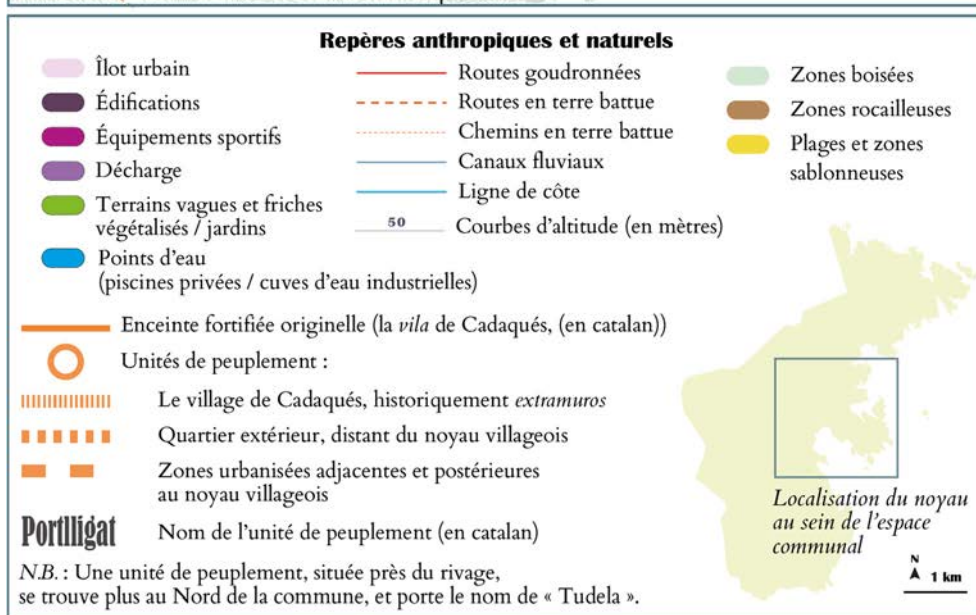 Repères anthropiques et naturels
Îlot urbain
Édifications
Équipements sportifs
Décharge
Terrains vagues et friches
végétalisés / jardins
Points d'eau
(piscines privées / cuves d'eau industrielles)
Routes goudronnées
Routes en terre battue
Chemins en terre battue
Canaux fluviaux
Ligne de côte
50 Courbes d'altitude (en mètres)
Zones boisées
Zones rocailleuses
Plages et zones
sablonneuses
Enceinte fortifiée originelle (la vila de Cadaqués, (en catalan))
Unités de peuplement :
Le village de Cadaqués, historiquement extramuros
Quartier extérieur, distant du noyau villageois
Zones urbanisées adjacentes et postérieures
au noyau villageois
Portlligat Nom de l'unité de peuplement (en catalan)
N.B. : Une unité de peuplement, située près du rivage,
se trouve plus au Nord de la commune, et porte le nom de « Tudela ».
Localisation du noyau
au sein de l'espace
communal
N
1 km